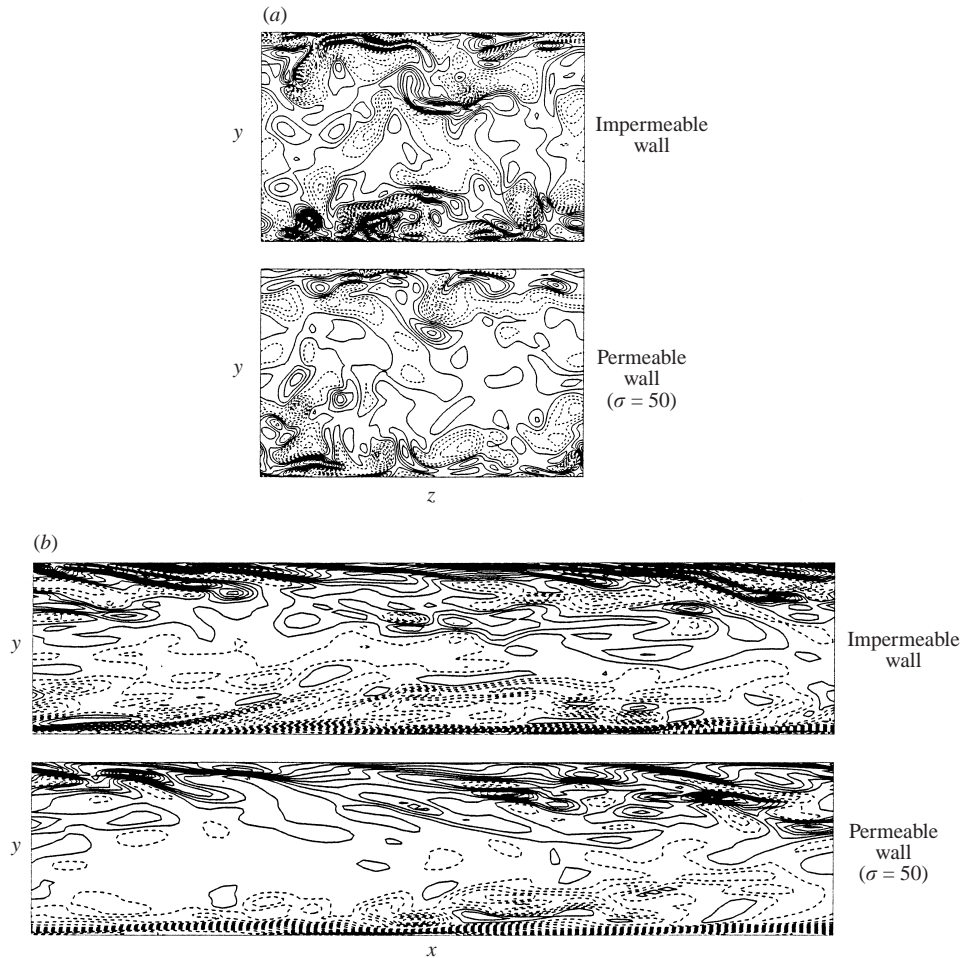 (a)
y
Impermeable
wall
y
Permeable
wall
(σ = 50)
z
(b)
y
Impermeable
wall
y
Permeable
wall
(σ = 50)
x